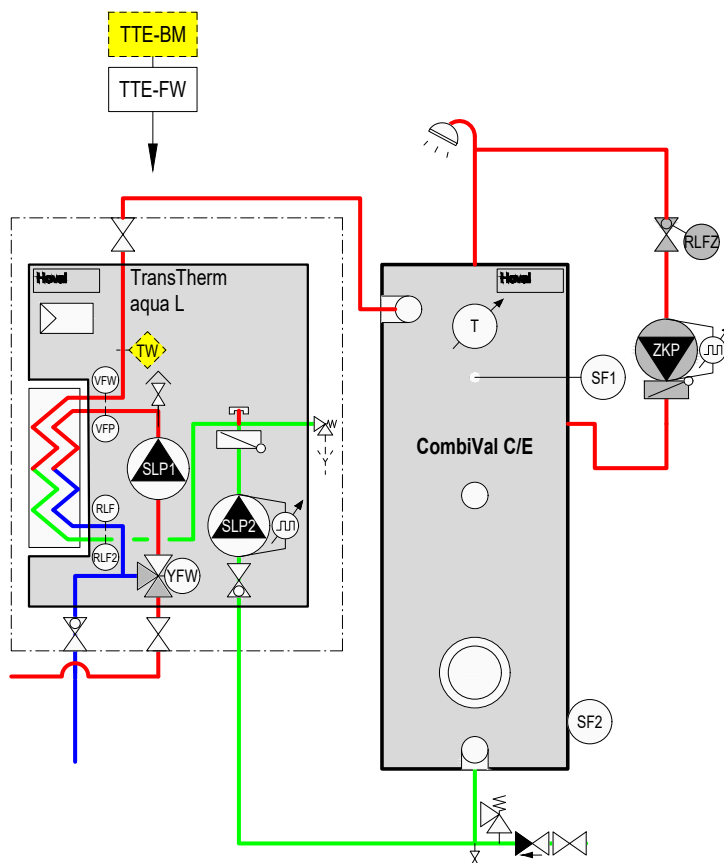 TTE-BM
TTE-FW
RLFZ
Hoval
TransTherm
aqua L
Hoval
T
TW
ZKP
VFW
SF1
VFP
CombiVal C/E
SLP1
RLF
SLP2
RLF2
YFW
SF2